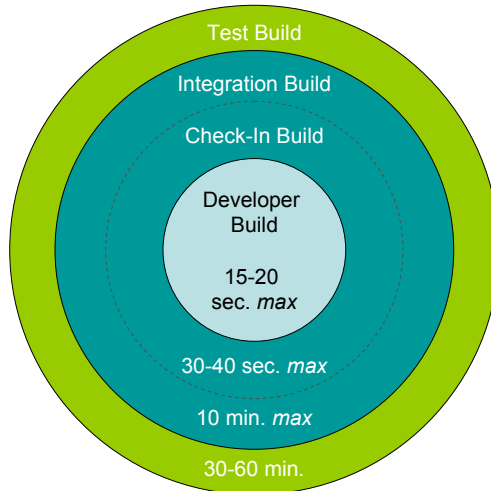 Test Build
Integration Build
Check-In Build
Developer
Build
15-20
sec. max
30-40 sec. max
10 min. max
30-60 min.